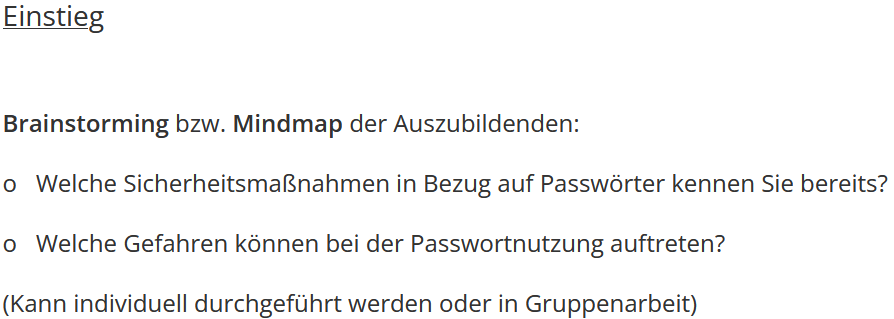 Einstieg
Brainstorming bzw. Mindmap der Auszubildenden:
o Welche Sicherheitsmaßnahmen in Bezug auf Passwörter kennen Sie bereits?
o Welche Gefahren können bei der Passwortnutzung auftreten?
(Kann individuell durchgeführt werden oder in Gruppenarbeit)